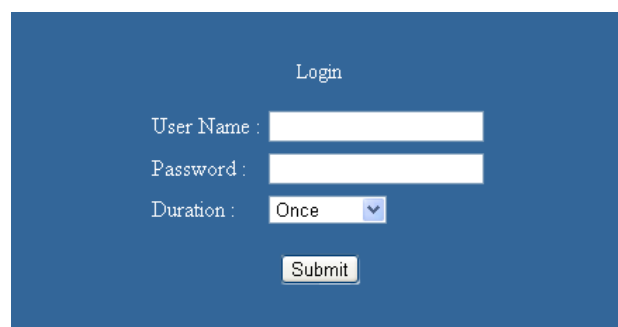 Login
User Name :
Password :
Duration : Once
Submit